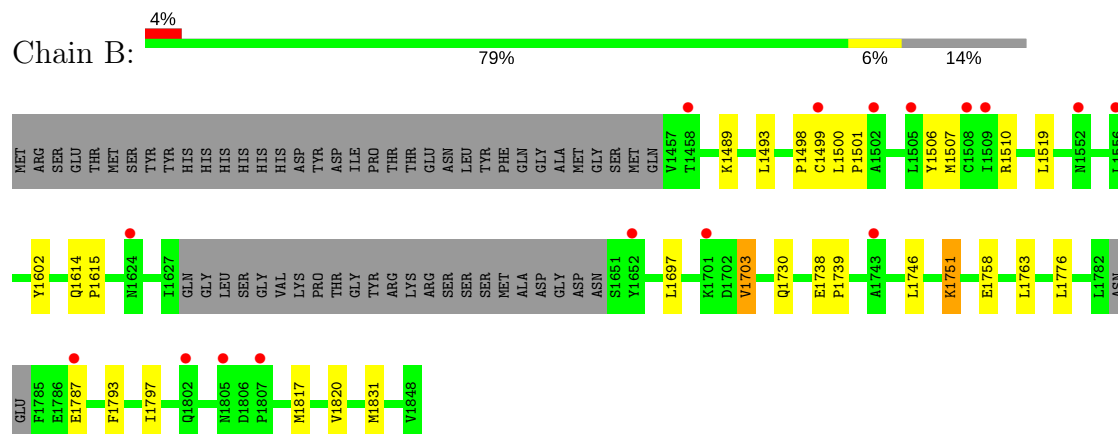 4%
Chain B:
79% 6% 14%
MET ARG SER GLU THR MET SER TYR TYR HIS HIS HIS HIS HIS HIS ASP TYR ASP ILE PRO THR THR GLU ASN LEU TYR PHE GLN GLY ALA MET GLY SER MET GLN V1457 T1458 K1489 L1493 P1498 C1499 L1500 P1501 A1502 L1505 Y1506 M1507 C1508 I1509 R1510 L1519 N1552 L1556
Y1602 Q1614 P1615 N1624 I1627 GLN GLY LEU SER GLY VAL LYS PRO THR GLY TYR ARG LYS ARG SER SER SER MET ALA ASP GLY ASP ASN S1651 Y1652 L1697 K1701 D1702 V1703 Q1730 E1738 P1739 A1743 L1746 K1751 E1758 L1763 L1776 L1782 ASN
GLU F1785 E1786 E1787 F1793 I1797 Q1802 N1805 D1806 P1807 M1817 V1820 M1831 V1848